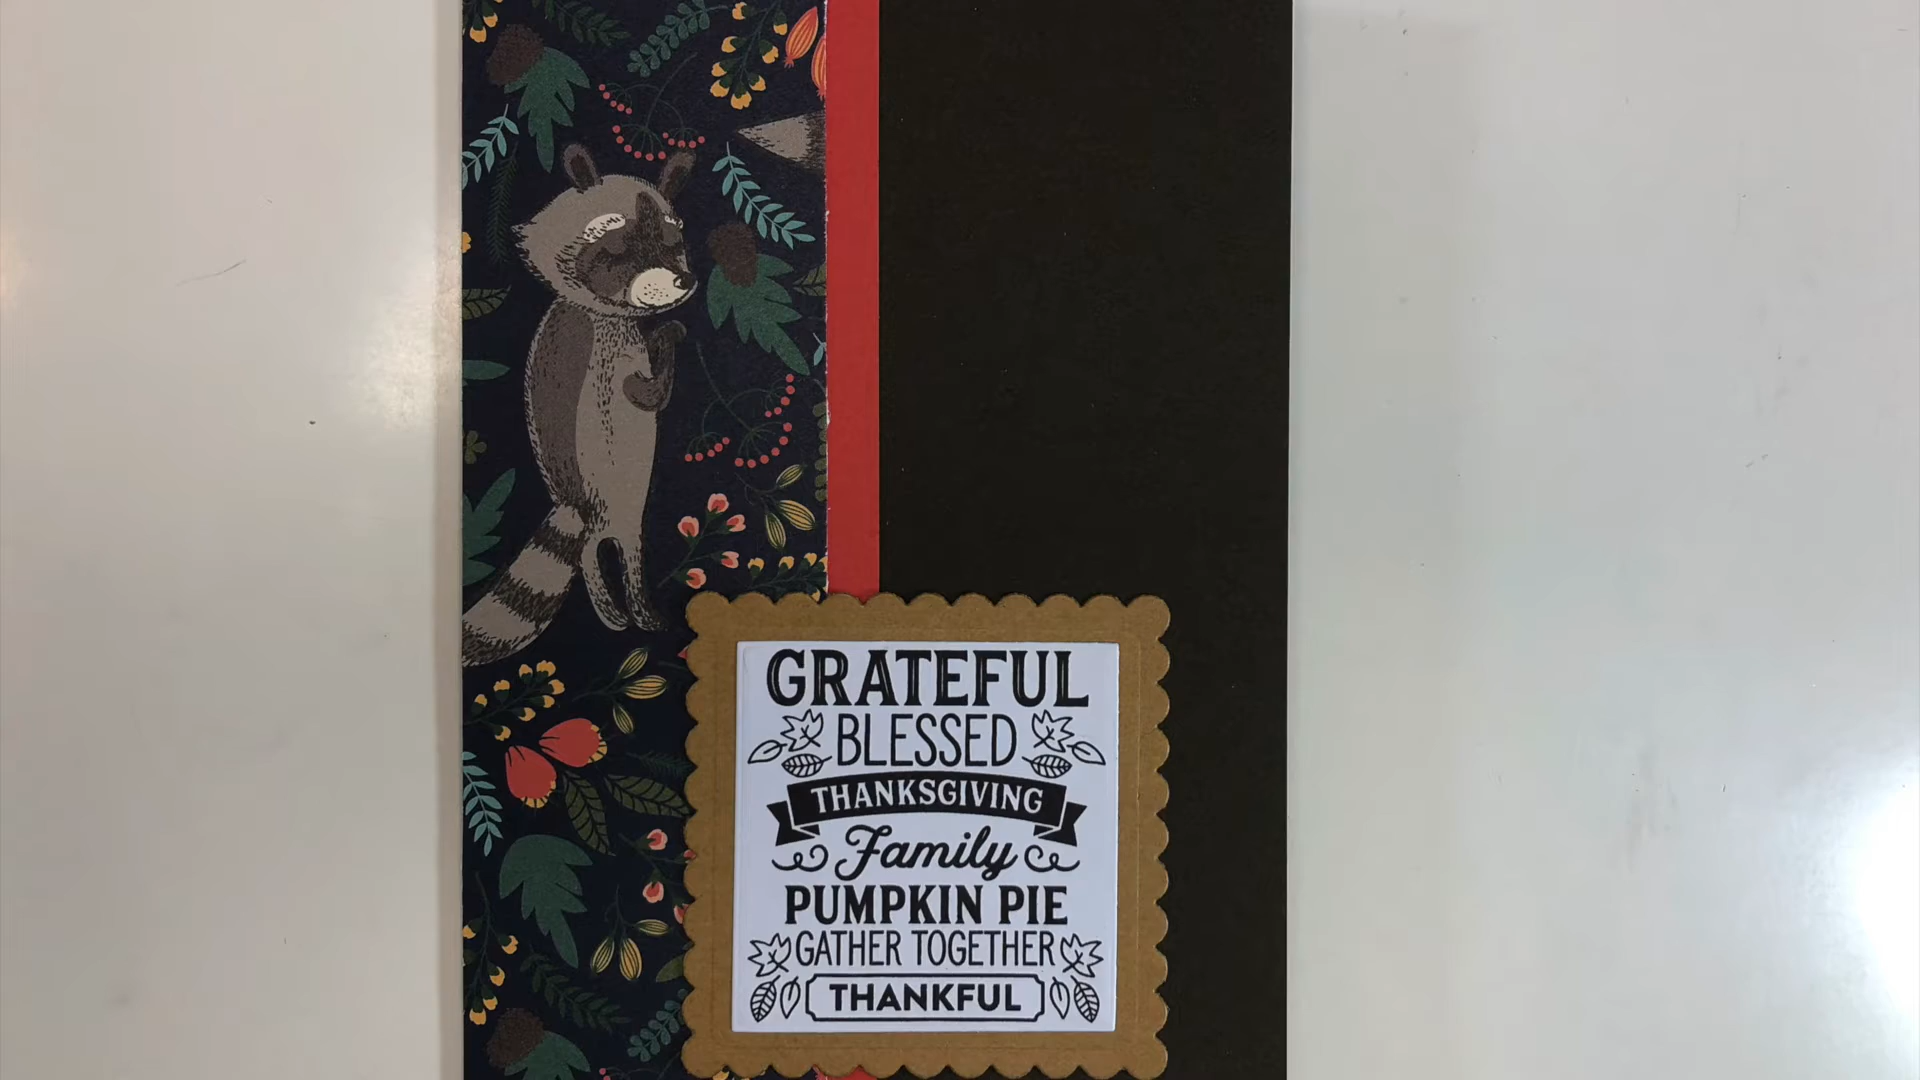 GRATEFUL
BLESSED
THANKSGIVING
Family
PUMPKIN PIE
GATHER TOGETHER
THANKFUL